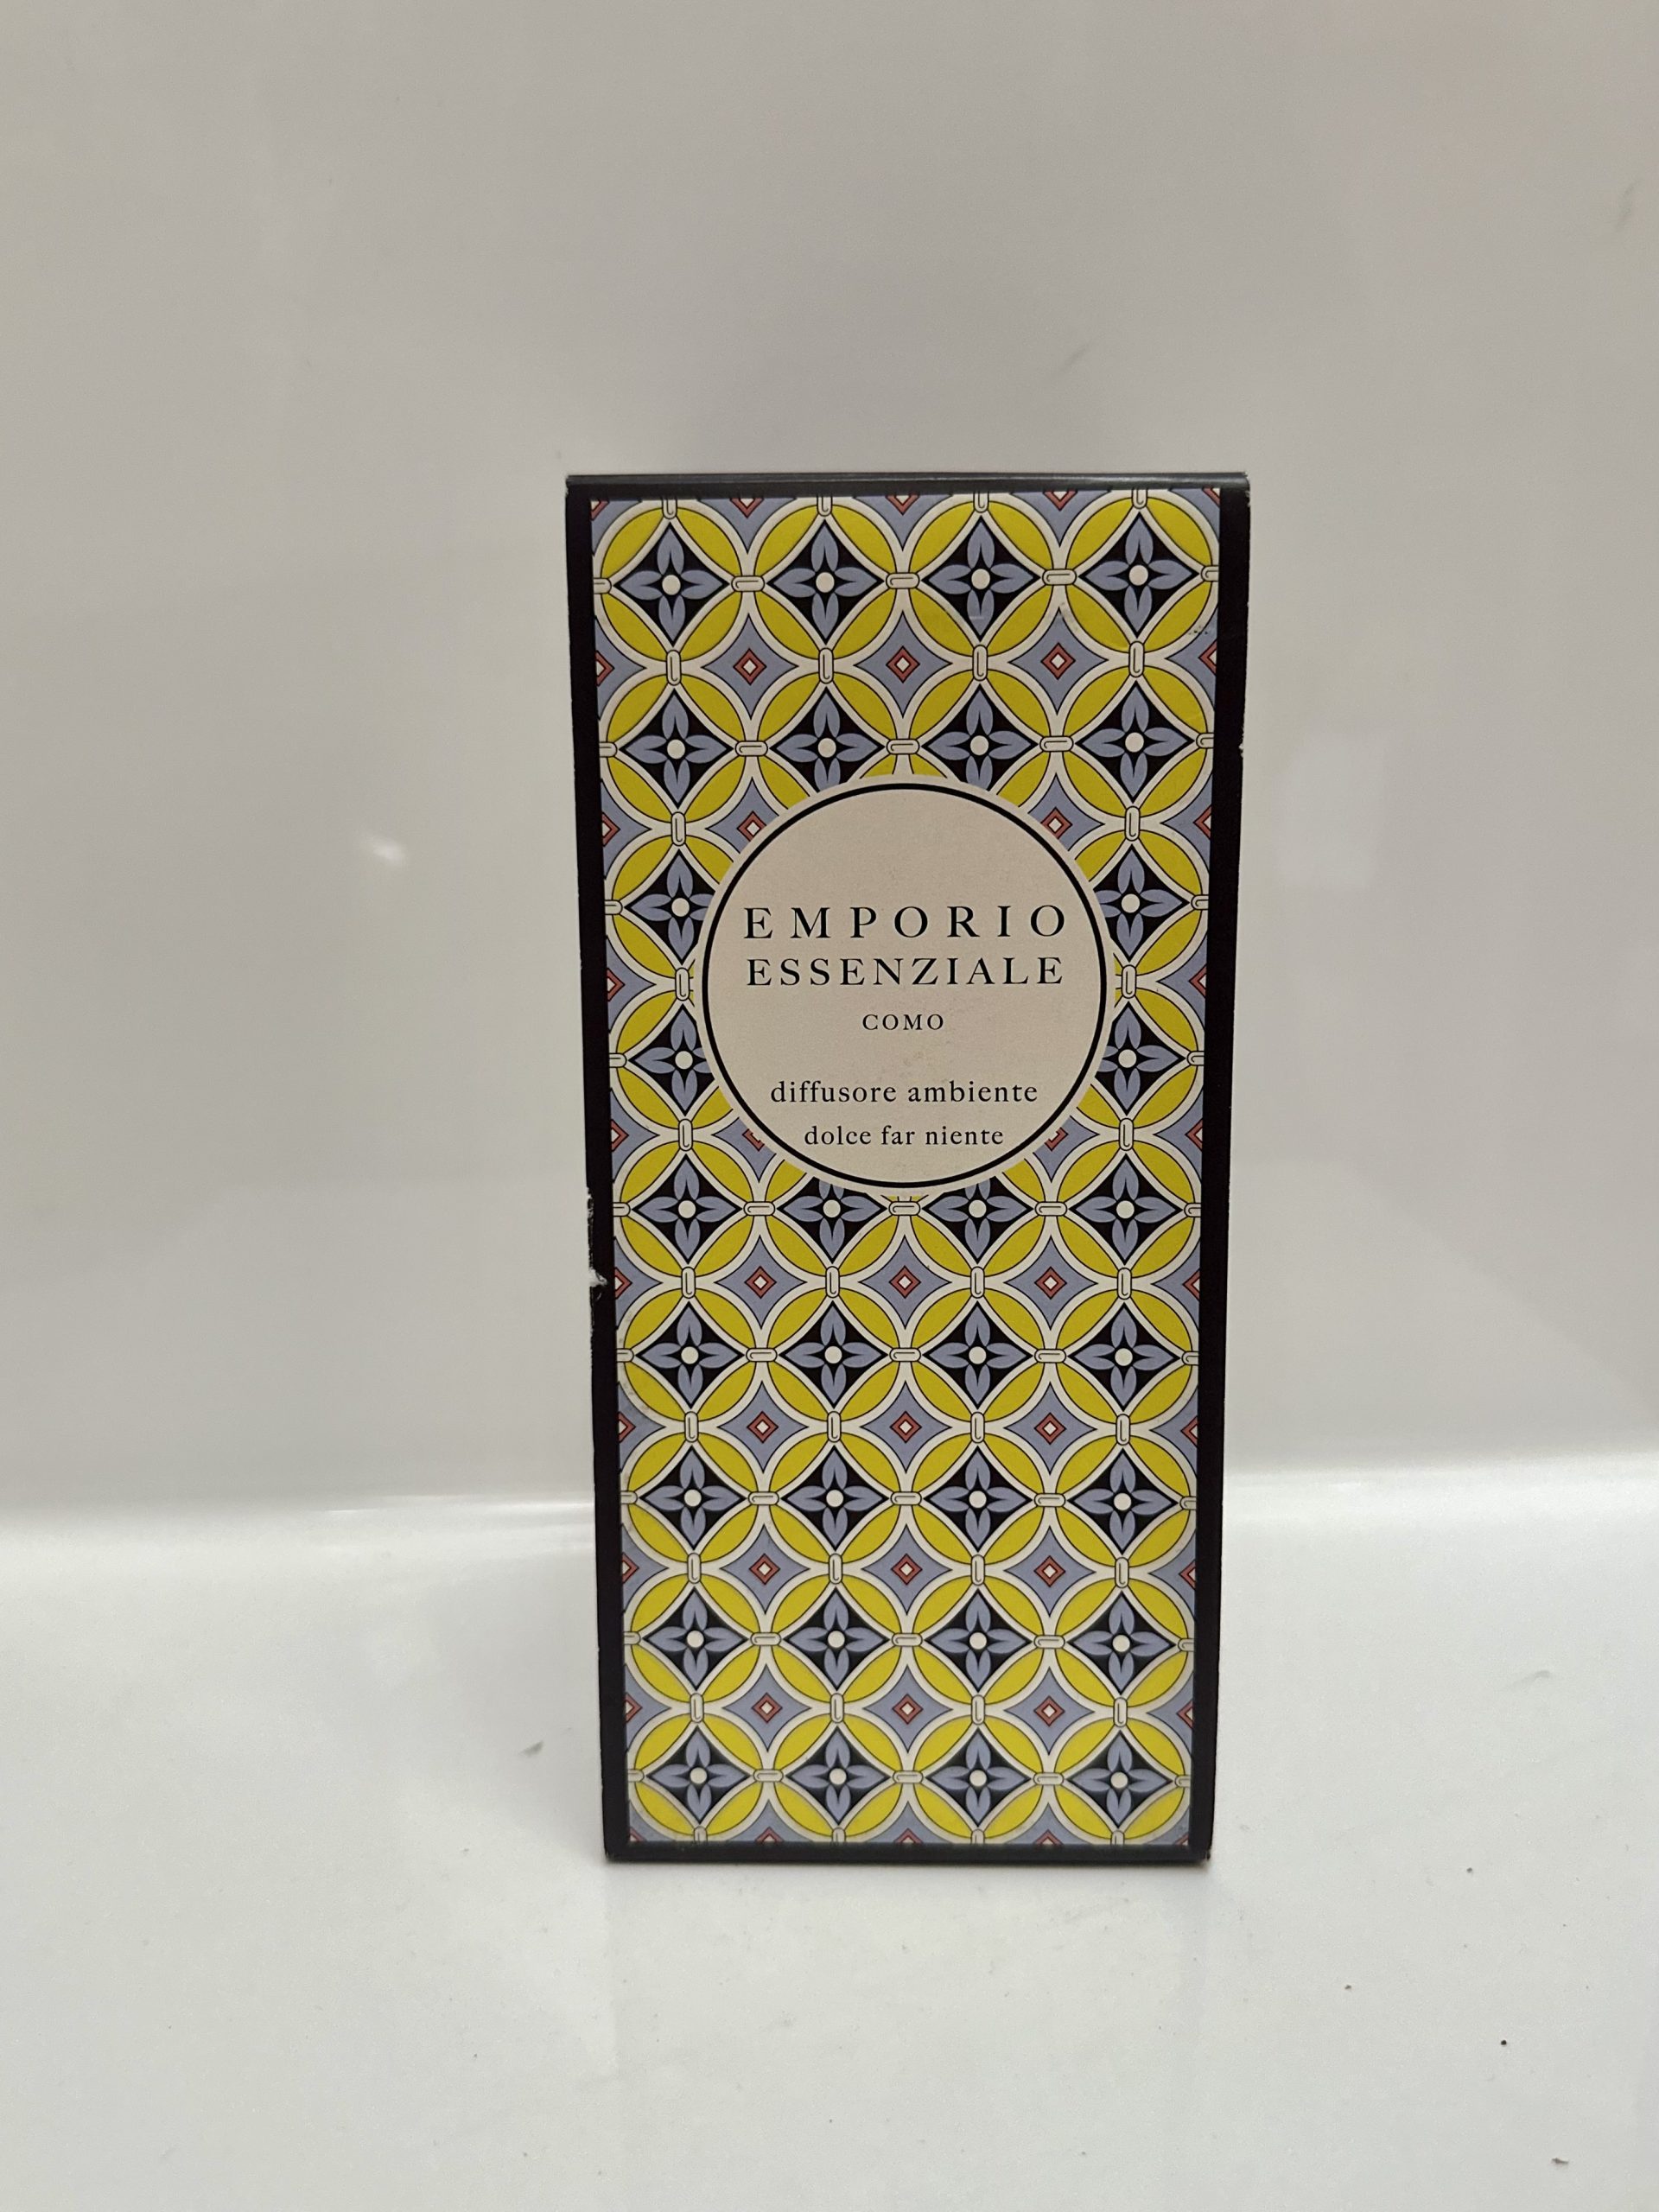 EMPORIO
ESSENZIALE
COMO
diffusore ambiente
dolce far niente